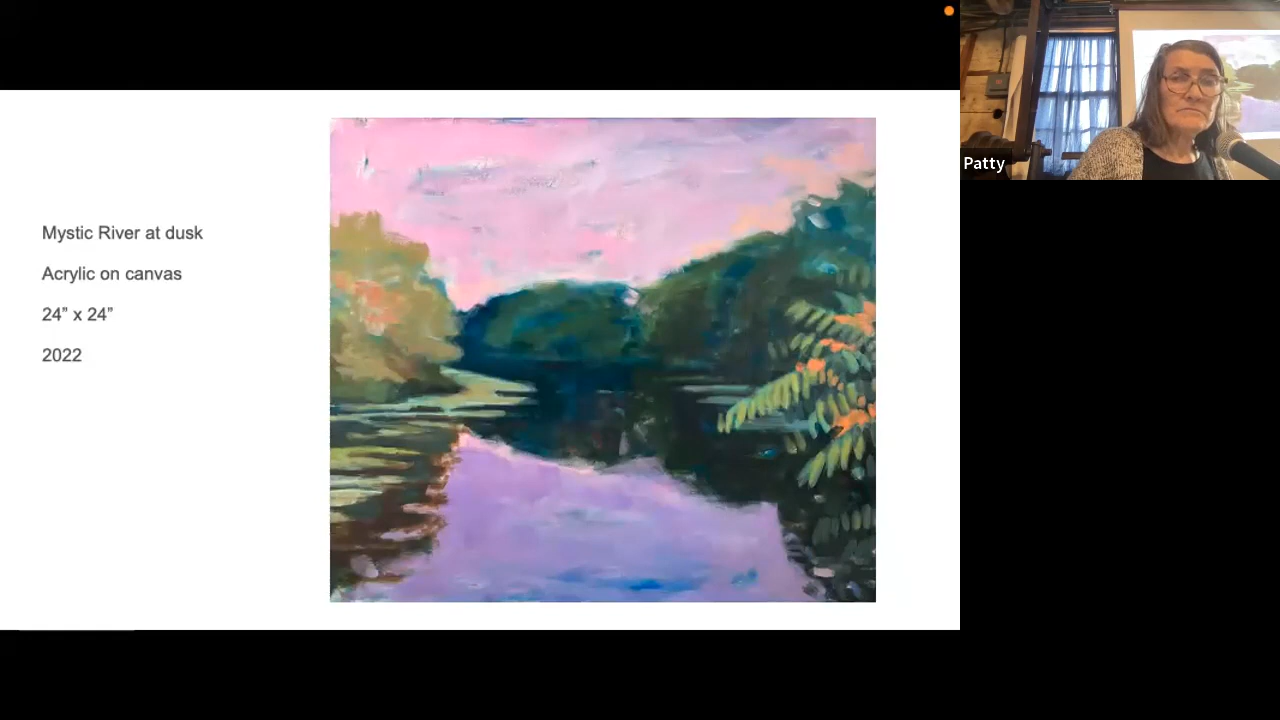 Mystic River at dusk
Acrylic on canvas
24” x 24”
2022
Patty